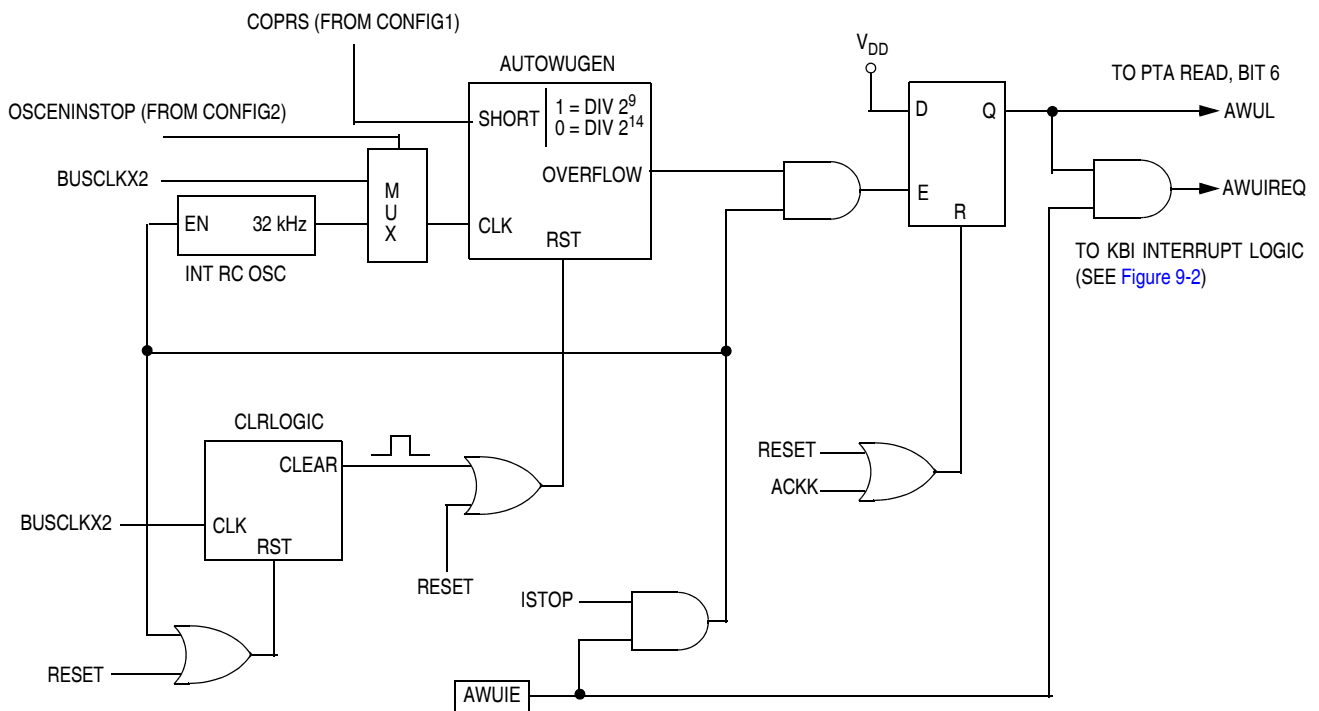 COPRS (FROM CONFIG1)
V_DD
AUTOWUGEN
TO PTA READ, BIT 6
SHORT
1 = DIV 2^9
0 = DIV 2^14
D
Q
AWUL
OSCENINSTOP (FROM CONFIG2)
BUSCLKX2
MUX
OVERFLOW
E
R
AWUIREQ
EN
32 kHz
CLK
RST
INT RC OSC
TO KBI INTERRUPT LOGIC
(SEE Figure 9-2)
CLRLOGIC
CLEAR
RESET
ACKK
BUSCLKX2
CLK
RST
RESET
ISTOP
RESET
AWUIE